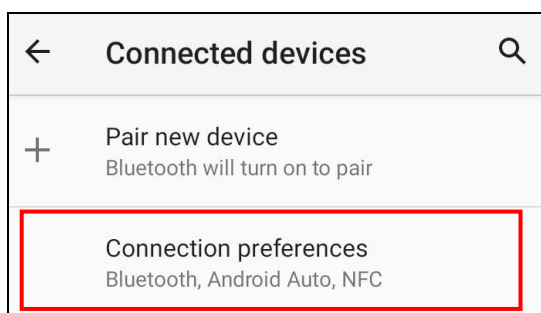 Connected devices
Pair new device
Bluetooth will turn on to pair
Connection preferences
Bluetooth, Android Auto, NFC